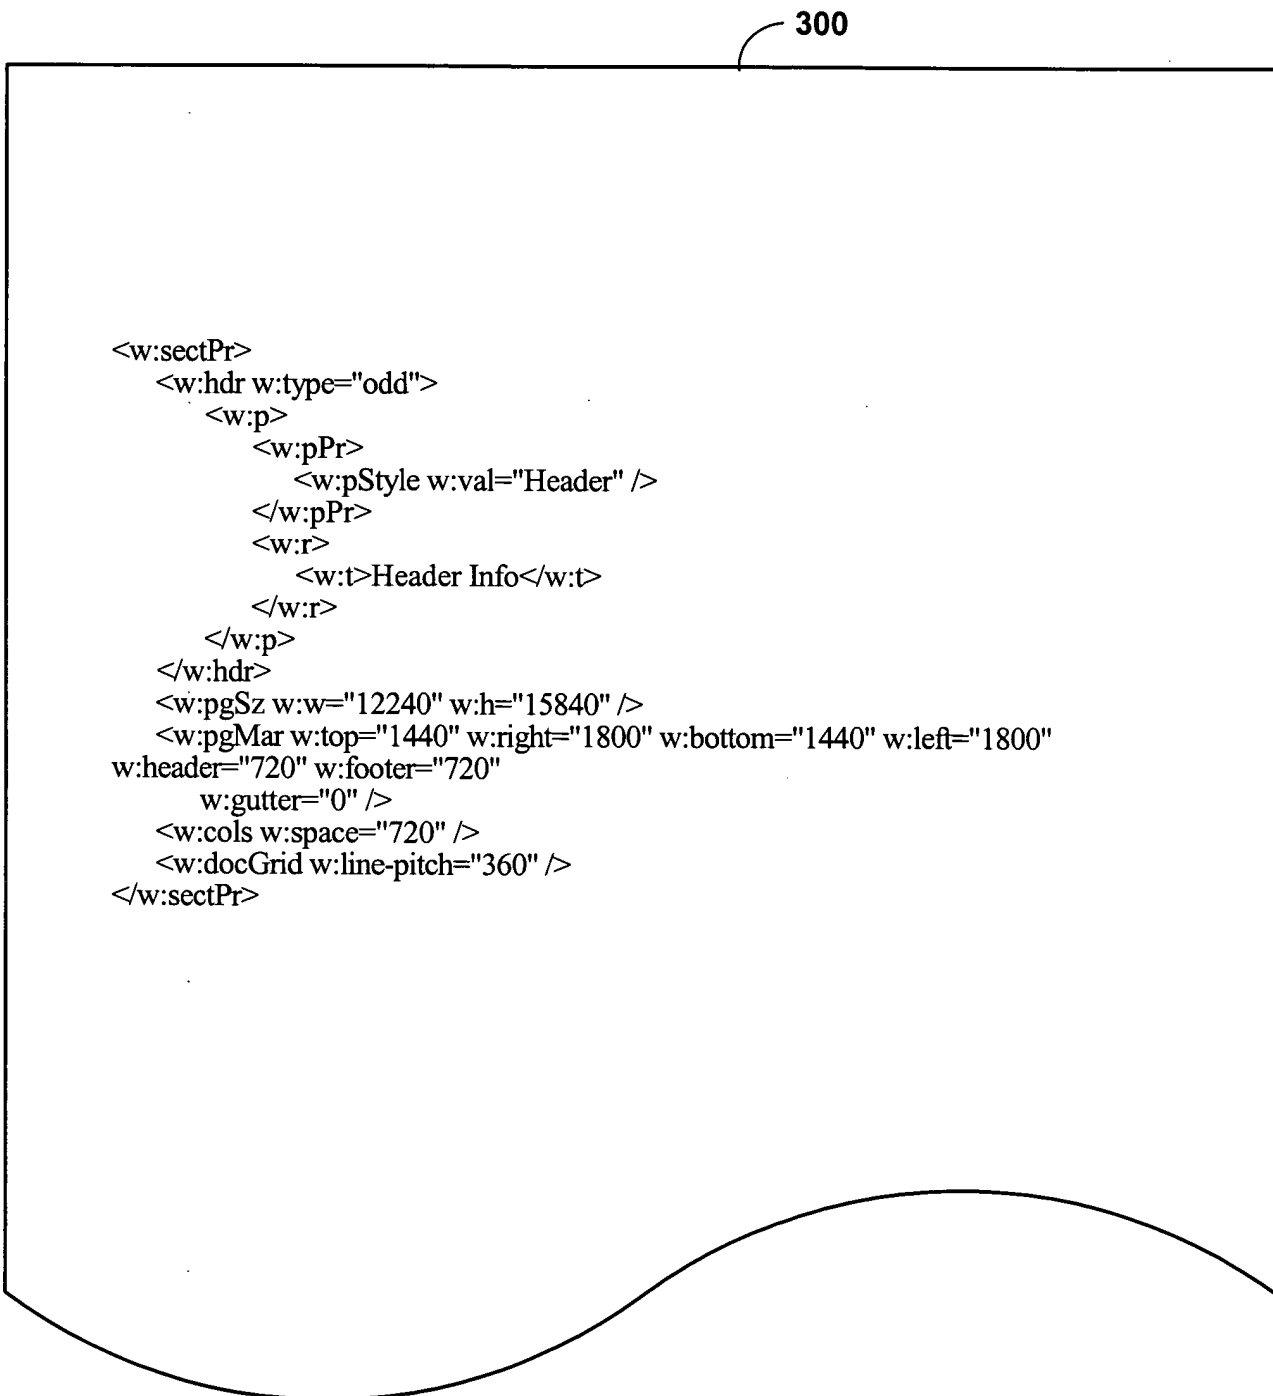 300
<w:sectPr>
<w:hdr w:type="odd">
<w:p>
<w:pPr>
<w:pStyle w:val="Header" />
</w:pPr>
<w:r>
<w:t>Header Info</w:t>
</w:r>
</w:p>
</w:hdr>
<w:pgSz w:w="12240" w:h="15840" />
<w:pgMar w:top="1440" w:right="1800" w:bottom="1440" w:left="1800"
w:header="720" w:footer="720"
w:gutter="0" />
<w:cols w:space="720" />
<w:docGrid w:line-pitch="360" />
</w:sectPr>